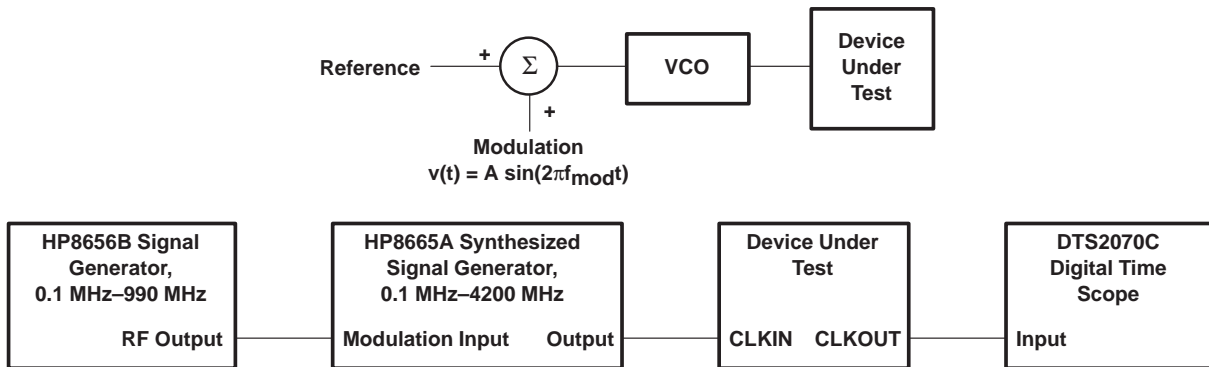 Reference
+
Σ
+
VCO
Device
Under
Test
Modulation
v(t) = A sin(2πfmodt)
HP8656B Signal
Generator,
0.1 MHz–990 MHz
RF Output
HP8665A Synthesized
Signal Generator,
0.1 MHz–4200 MHz
Modulation Input Output
Device Under
Test
CLKIN CLKOUT
DTS2070C
Digital Time
Scope
Input